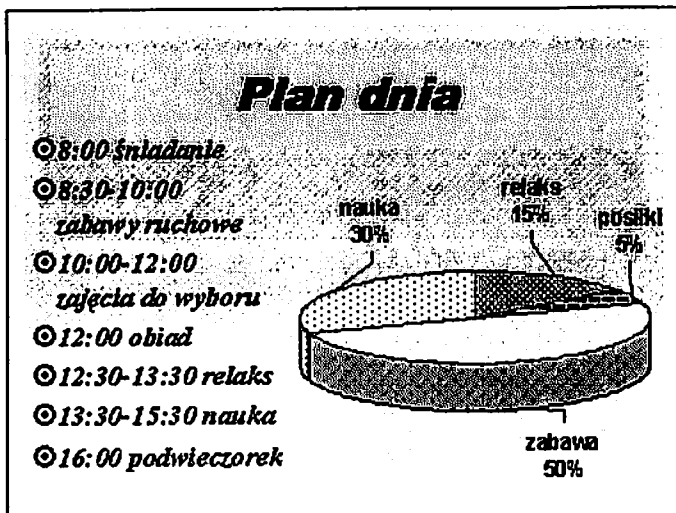 Plan dnia
8:00 śniadanie
8:30-10:00
zabawy ruchowe
10:00-12:00
zajęcia do wyboru
12:00 obiad
12:30-13:30 relaks
13:30-15:30 nauka
16:00 podwieczorek
nauka
30%
relaks
15%
posiłki
5%
zabawa
50%